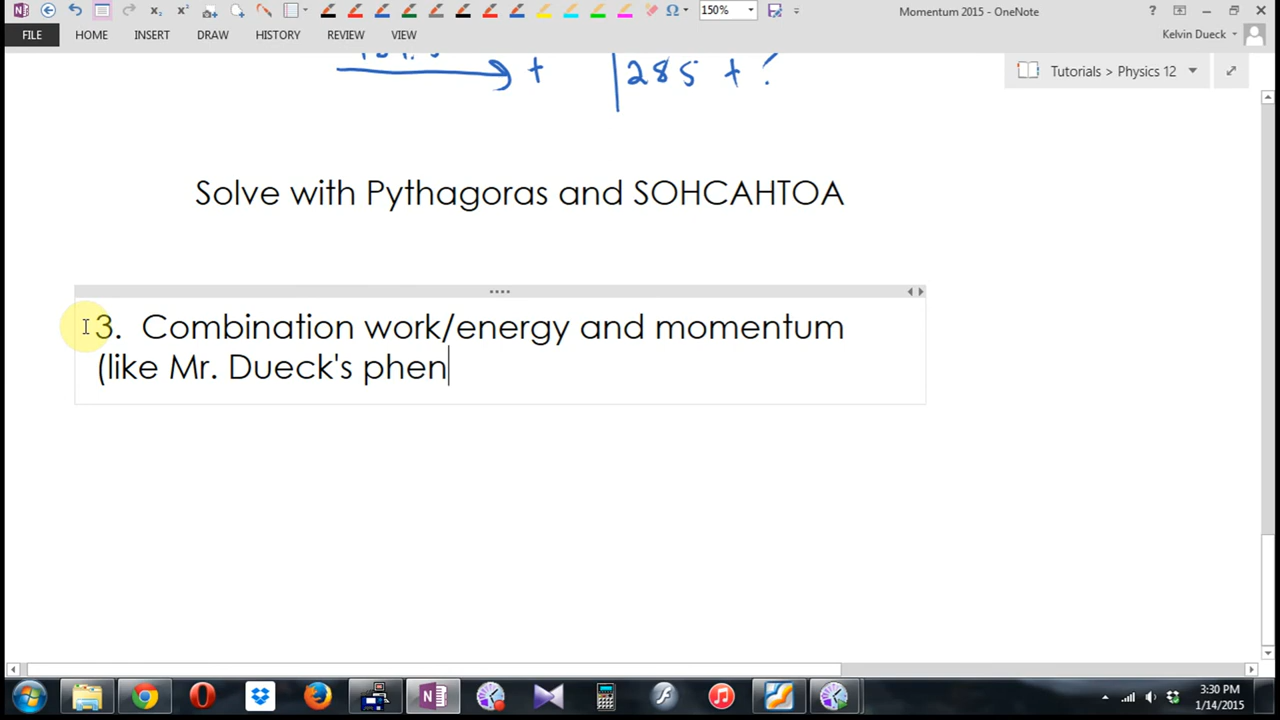 150%
Momentum 2015 - OneNote
FILE HOME INSERT DRAW HISTORY REVIEW VIEW
Kelvin Dueck
Tutorials > Physics 12
+ 285 + ?
Solve with Pythagoras and SOHCAHTOA
3. Combination work/energy and momentum
(like Mr. Dueck's phen
3:30 PM
1/14/2015